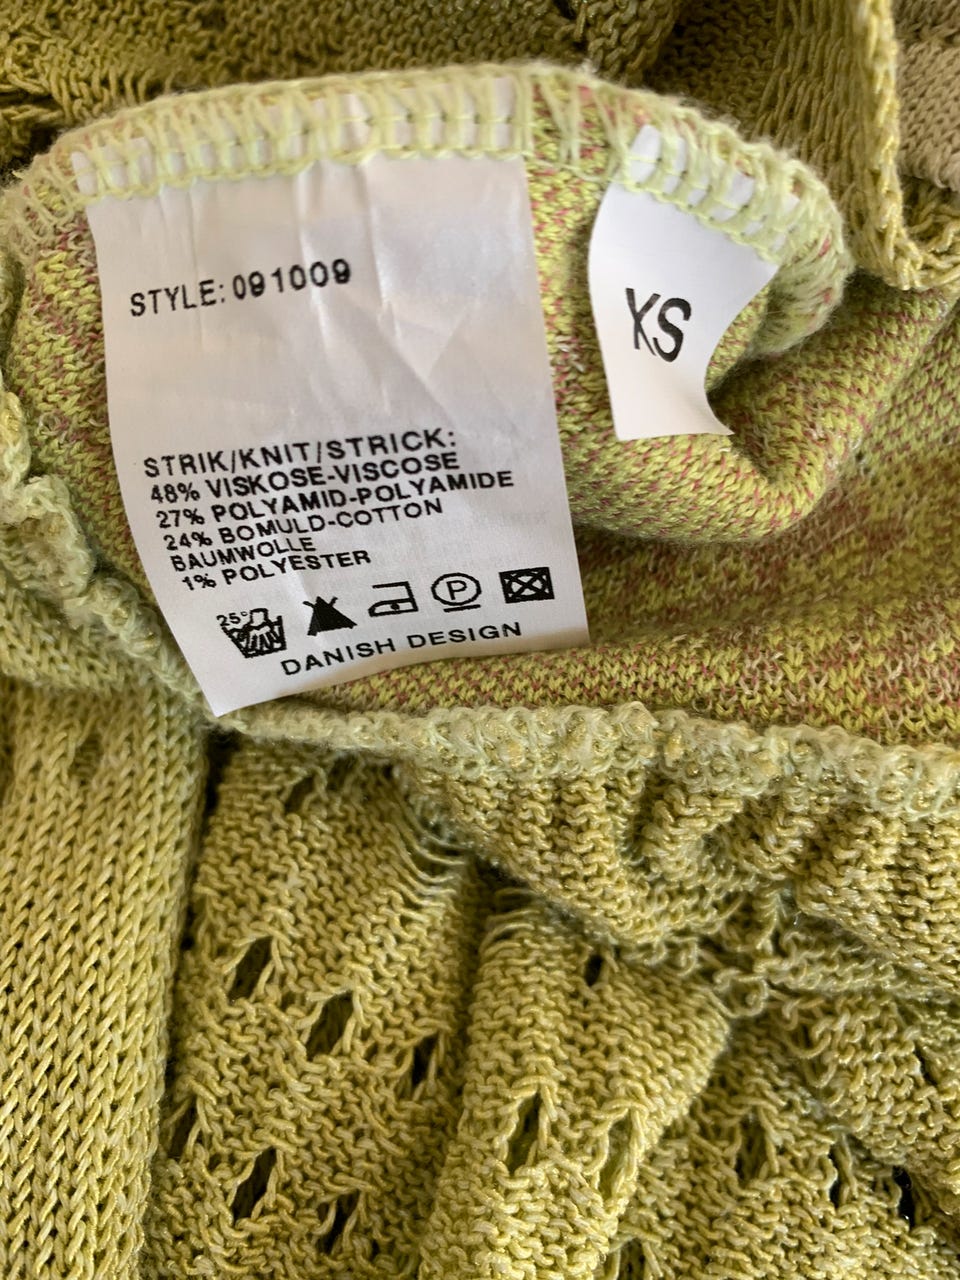 STYLE: 091009
XS
STRIK/KNIT/STRICK:
48% VISKOSE-VISCOSE
27% POLYAMID-POLYAMIDE
24% BOMULD-COTTON
BAUMWOLLE
1% POLYESTER
25°
P
DANISH DESIGN